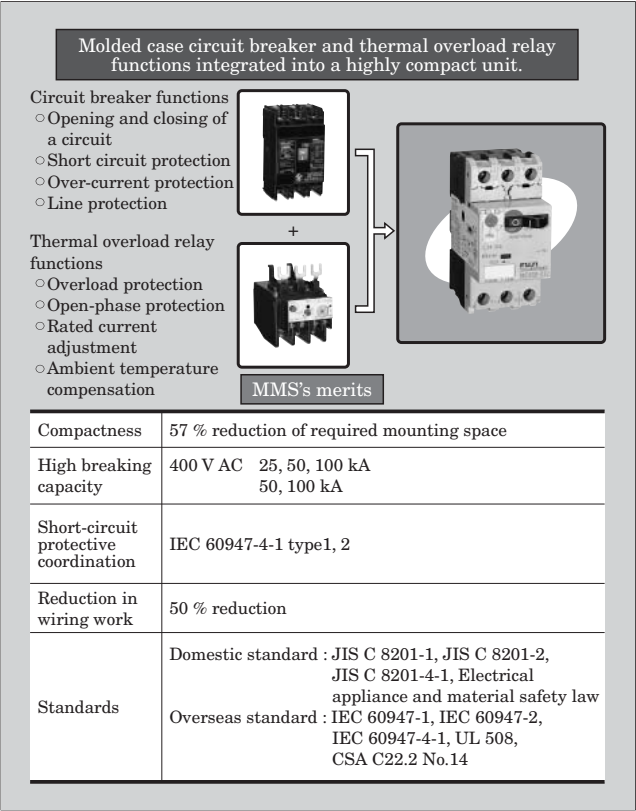 Molded case circuit breaker and thermal overload relay
functions integrated into a highly compact unit.
Circuit breaker functions
○Opening and closing of
a circuit
○Short circuit protection
○Over-current protection
○Line protection
+
Thermal overload relay
functions
○Overload protection
○Open-phase protection
○Rated current
adjustment
○Ambient temperature
compensation
MMS's merits
Compactness
57 % reduction of required mounting space
High breaking
capacity
400 V AC 25, 50, 100 kA
50, 100 kA
Short-circuit
protective
coordination
IEC 60947-4-1 type1, 2
Reduction in
wiring work
50 % reduction
Standards
Domestic standard : JIS C 8201-1, JIS C 8201-2,
JIS C 8201-4-1, Electrical
appliance and material safety law
Overseas standard : IEC 60947-1, IEC 60947-2,
IEC 60947-4-1, UL 508,
CSA C22.2 No.14